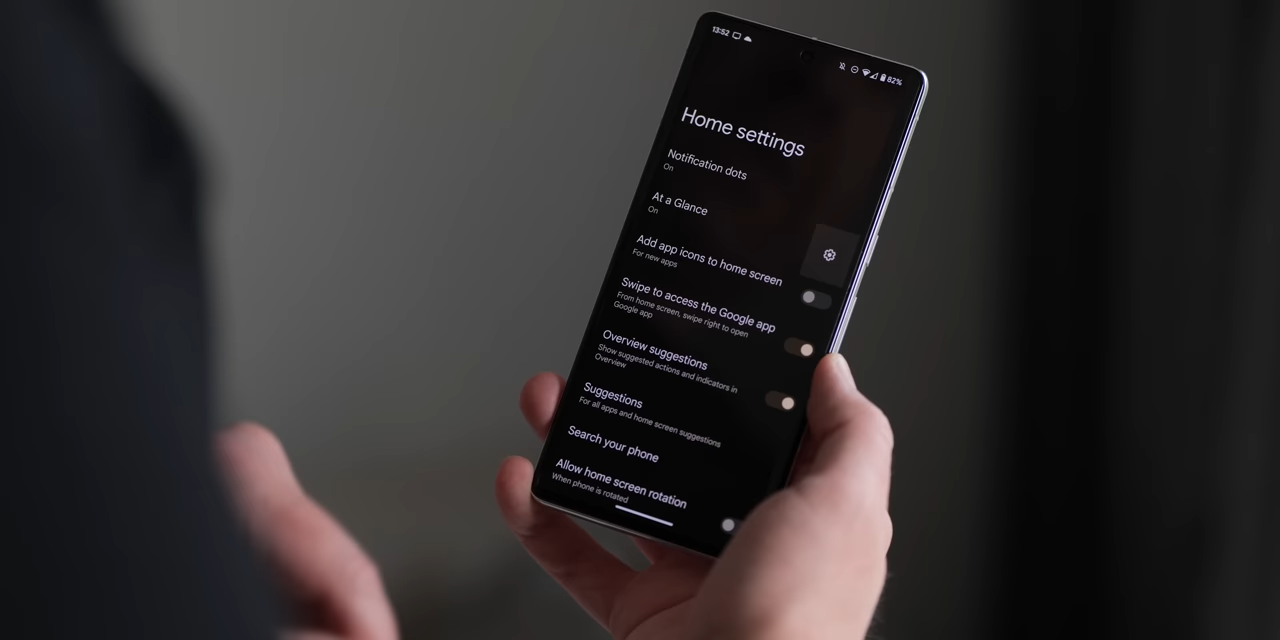 13:52
82%
Home settings
Notification dots
On
At a Glance
On
Add app icons to home screen
For new apps
Swipe to access the Google app
From home screen, swipe right to open
Google app
Overview suggestions
Show suggested actions and indicators in
Overview
Suggestions
For all apps and home screen suggestions
Search your phone
Allow home screen rotation
When phone is rotated